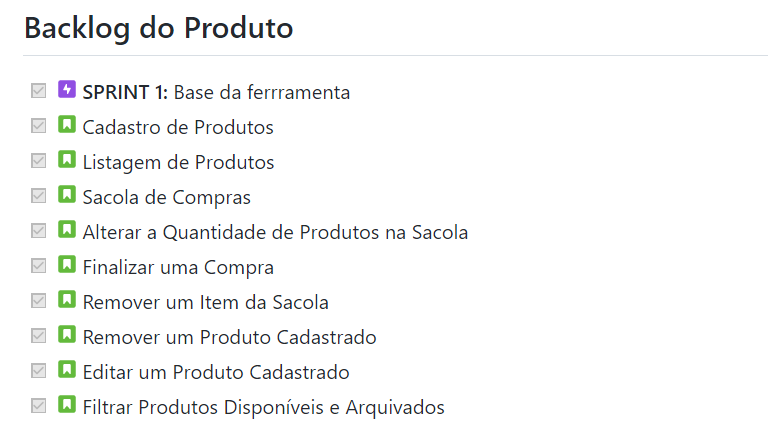 Backlog do Produto
SPRINT 1: Base da ferrramenta
Cadastro de Produtos
Listagem de Produtos
Sacola de Compras
Alterar a Quantidade de Produtos na Sacola
Finalizar uma Compra
Remover um Item da Sacola
Remover um Produto Cadastrado
Editar um Produto Cadastrado
Filtrar Produtos Disponíveis e Arquivados